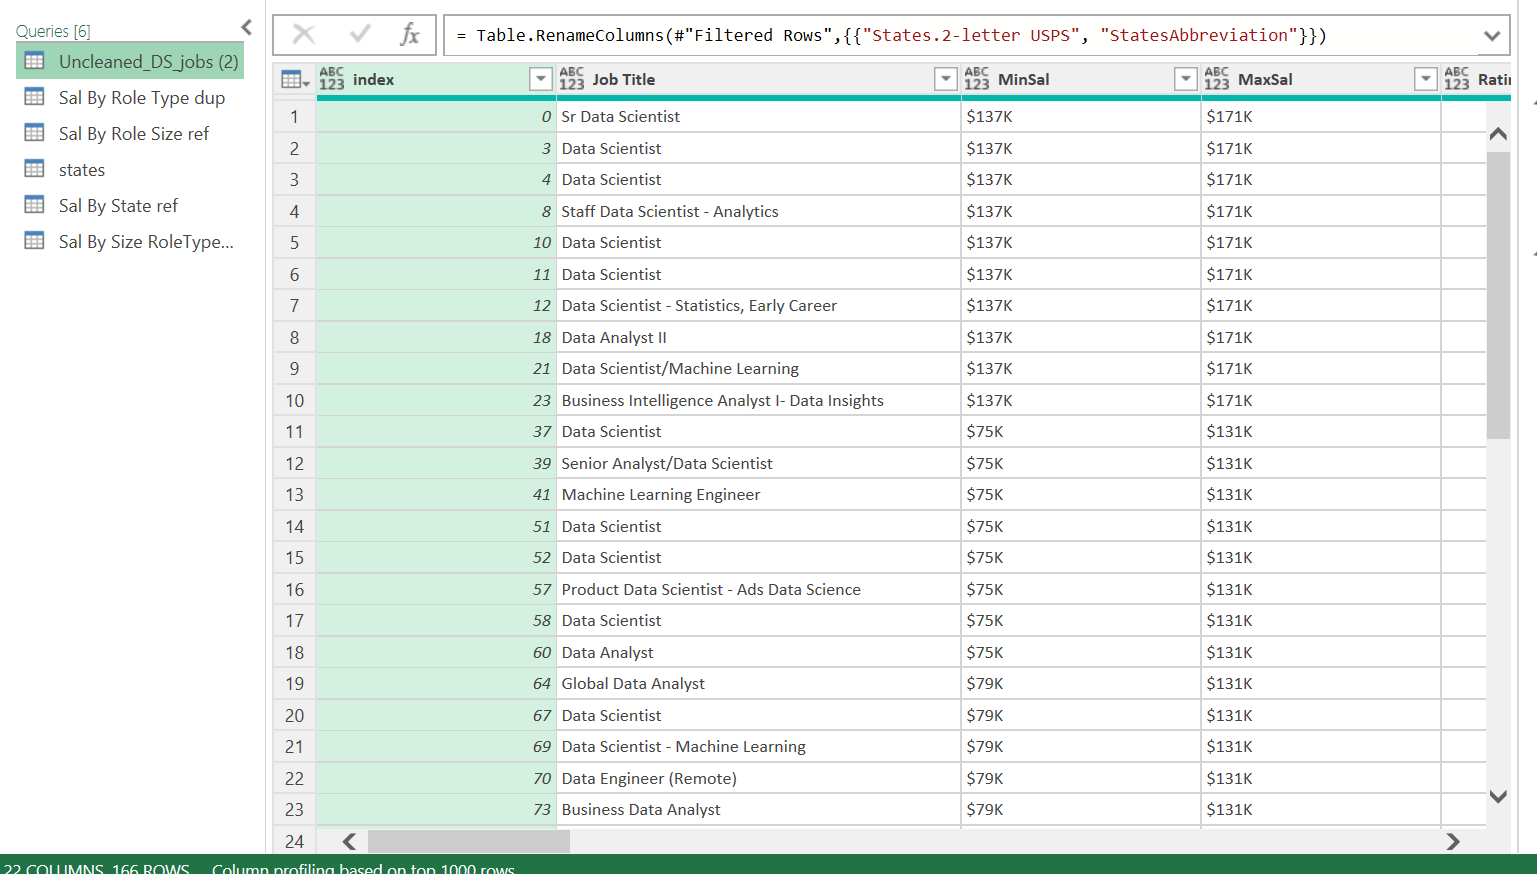 Queries [6]
Uncleaned_DS_jobs (2)
Sal By Role Type dup
Sal By Role Size ref
states
Sal By State ref
Sal By Size RoleType...
fx = Table.RenameColumns(#"Filtered Rows",{{"States.2-letter USPS", "StatesAbbreviation"}})
ABC 123 index ABC 123 Job Title ABC 123 MinSal ABC 123 MaxSal ABC 123
1 0 Sr Data Scientist $137K $171K
2 3 Data Scientist $137K $171K
3 4 Data Scientist $137K $171K
4 8 Staff Data Scientist - Analytics $137K $171K
5 10 Data Scientist $137K $171K
6 11 Data Scientist $137K $171K
7 12 Data Scientist - Statistics, Early Career $137K $171K
8 18 Data Analyst II $137K $171K
9 21 Data Scientist/Machine Learning $137K $171K
10 23 Business Intelligence Analyst I- Data Insights $137K $171K
11 37 Data Scientist $75K $131K
12 39 Senior Analyst/Data Scientist $75K $131K
13 41 Machine Learning Engineer $75K $131K
14 51 Data Scientist $75K $131K
15 52 Data Scientist $75K $131K
16 57 Product Data Scientist - Ads Data Science $75K $131K
17 58 Data Scientist $75K $131K
18 60 Data Analyst $75K $131K
19 64 Global Data Analyst $79K $131K
20 67 Data Scientist $79K $131K
21 69 Data Scientist - Machine Learning $79K $131K
22 70 Data Engineer (Remote) $79K $131K
23 73 Business Data Analyst $79K $131K
24
22 COLUMNS, 166 ROWS Column profiling based on top 1000 rows